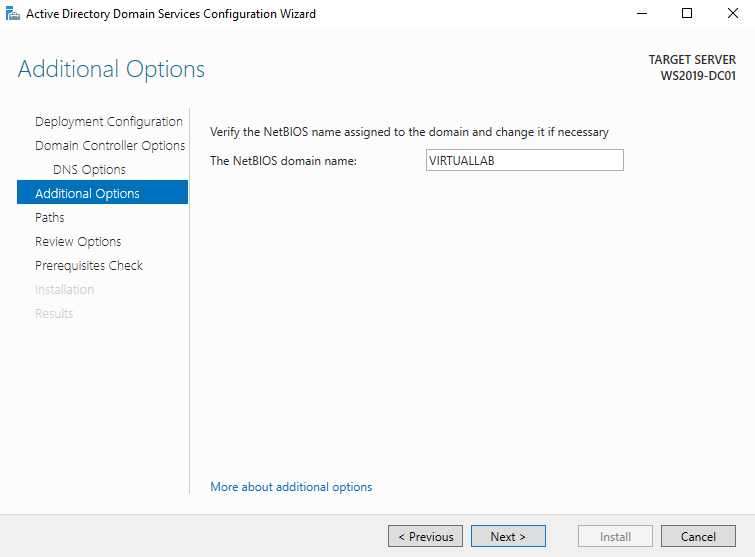 Active Directory Domain Services Configuration Wizard
Additional Options
TARGET SERVER
WS2019-DC01
Deployment Configuration
Domain Controller Options
DNS Options
Additional Options
Paths
Review Options
Prerequisites Check
Installation
Results
Verify the NetBIOS name assigned to the domain and change it if necessary
The NetBIOS domain name: VIRTUALLAB
More about additional options
< Previous Next > Install Cancel